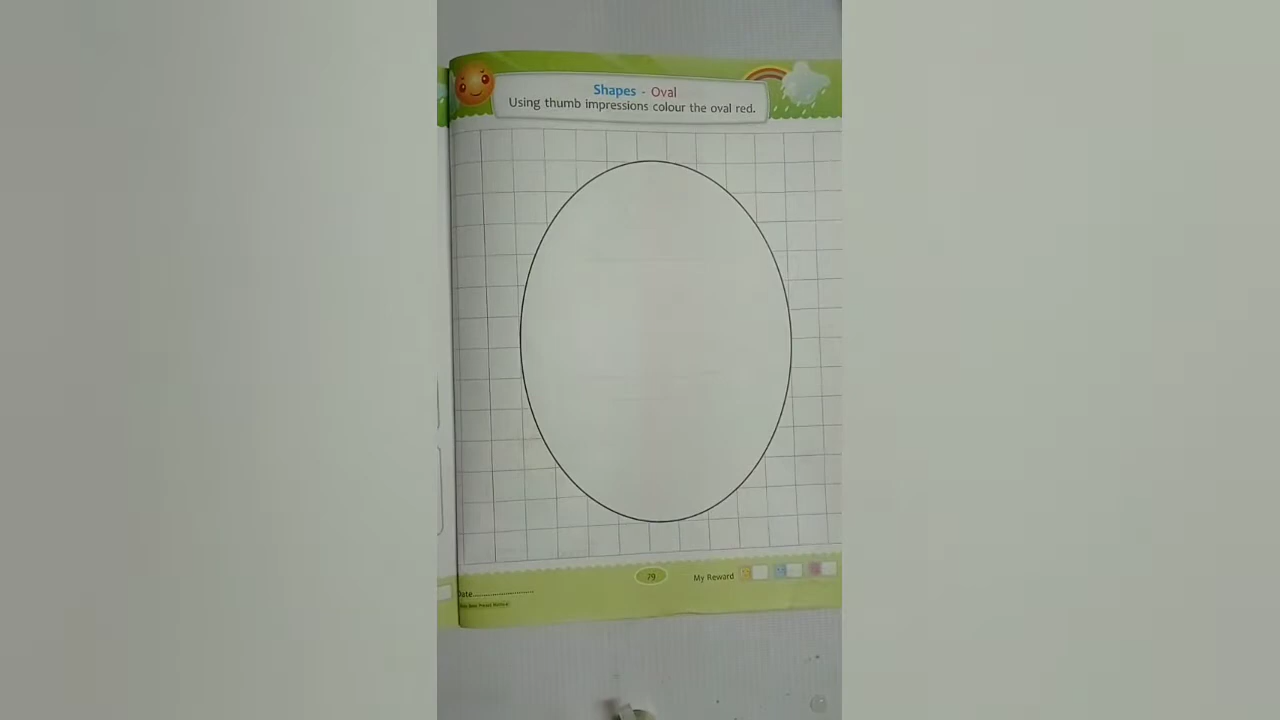 Shapes - Oval
Using thumb impressions colour the oval red.
79
My Reward
Date